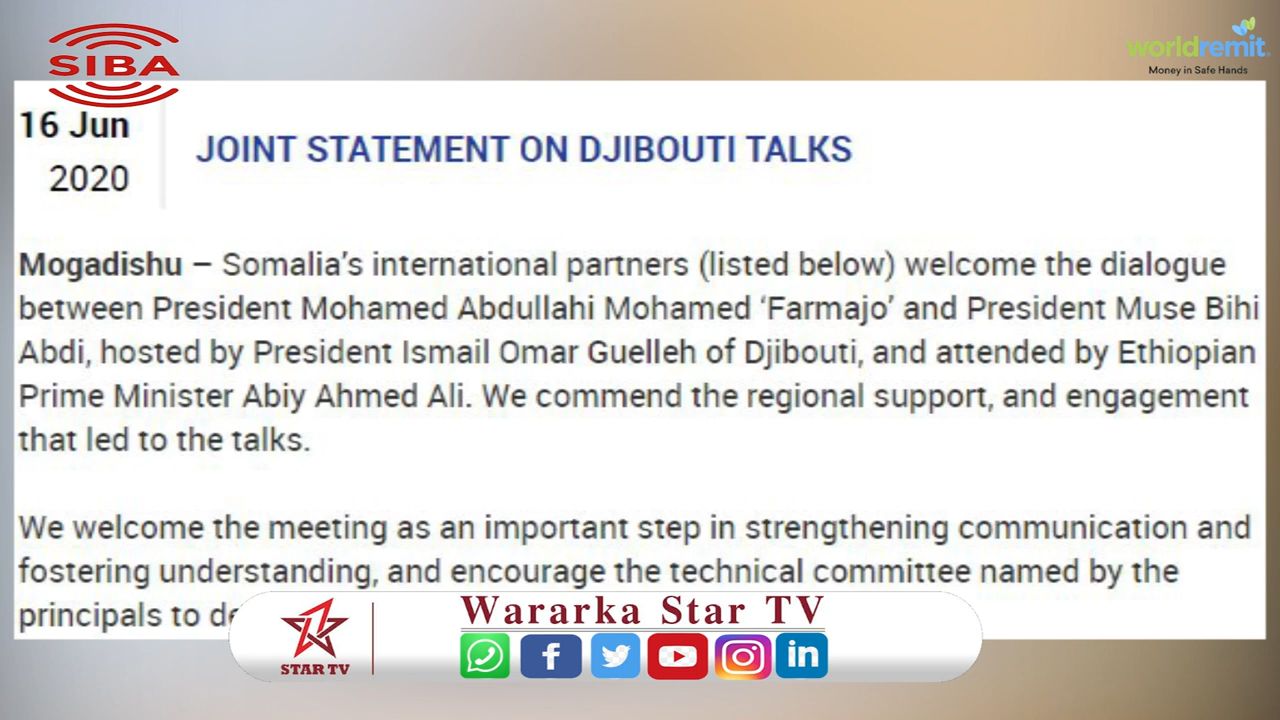 SIBA
worldremit
Money in Safe Hands
16 Jun
2020
JOINT STATEMENT ON DJIBOUTI TALKS
Mogadishu – Somalia's international partners (listed below) welcome the dialogue
between President Mohamed Abdullahi Mohamed ‘Farmajo’ and President Muse Bihi
Abdi, hosted by President Ismail Omar Guelleh of Djibouti, and attended by Ethiopian
Prime Minister Abiy Ahmed Ali. We commend the regional support, and engagement
that led to the talks.
We welcome the meeting as an important step in strengthening communication and
fostering understanding, and encourage the technical committee named by the
principals to
Wararka Star TV
STAR TV